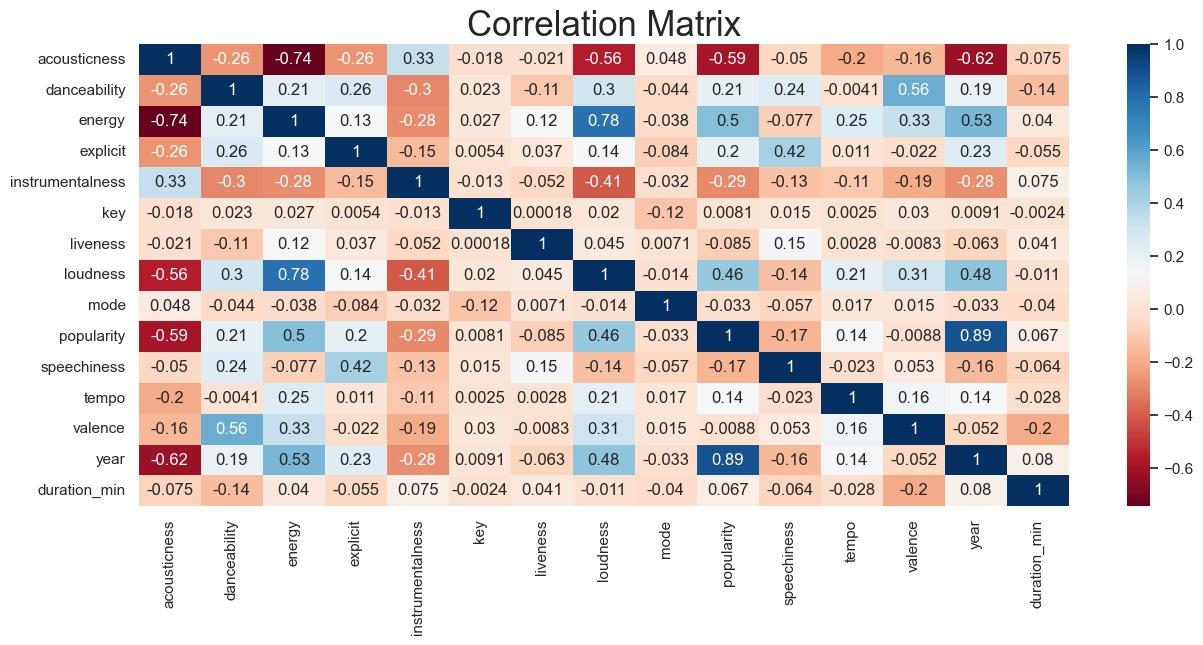 Correlation Matrix
acousticness 1 -0.26 -0.74 -0.26 0.33 -0.018 -0.021 -0.56 0.048 -0.59 -0.05 -0.2 -0.16 -0.62 -0.075
danceability -0.26 1 0.21 0.26 -0.3 0.023 -0.11 0.3 -0.044 0.21 0.24 -0.0041 0.56 0.19 -0.14
energy -0.74 0.21 1 0.13 -0.28 0.027 0.12 0.78 -0.038 0.5 -0.077 0.25 0.33 0.53 0.04
explicit -0.26 0.26 0.13 1 -0.15 0.0054 0.037 0.14 -0.084 0.2 0.42 0.011 -0.022 0.23 -0.055
instrumentalness 0.33 -0.3 -0.28 -0.15 1 -0.013 -0.052 -0.41 -0.032 -0.29 -0.13 -0.11 -0.19 -0.28 0.075
key -0.018 0.023 0.027 0.0054 -0.013 1 0.00018 0.02 -0.12 0.0081 0.015 0.0025 0.03 0.0091 -0.0024
liveness -0.021 -0.11 0.12 0.037 -0.052 0.00018 1 0.045 0.0071 -0.085 0.15 0.0028 -0.0083 -0.063 0.041
loudness -0.56 0.3 0.78 0.14 -0.41 0.02 0.045 1 -0.014 0.46 -0.14 0.21 0.31 0.48 -0.011
mode 0.048 -0.044 -0.038 -0.084 -0.032 -0.12 0.0071 -0.014 1 -0.033 -0.057 0.017 0.015 -0.033 -0.04
popularity -0.59 0.21 0.5 0.2 -0.29 0.0081 -0.085 0.46 -0.033 1 -0.17 0.14 -0.0088 0.89 0.067
speechiness -0.05 0.24 -0.077 0.42 -0.13 0.015 0.15 -0.14 -0.057 -0.17 1 -0.023 0.053 -0.16 -0.064
tempo -0.2 -0.0041 0.25 0.011 -0.11 0.0025 0.0028 0.21 0.017 0.14 -0.023 1 0.16 0.14 -0.028
valence -0.16 0.56 0.33 -0.022 -0.19 0.03 -0.0083 0.31 0.015 -0.0088 0.053 0.16 1 -0.052 -0.2
year -0.62 0.19 0.53 0.23 -0.28 0.0091 -0.063 0.48 -0.033 0.89 -0.16 0.14 -0.052 1 0.08
duration_min -0.075 -0.14 0.04 -0.055 0.075 -0.0024 0.041 -0.011 -0.04 0.067 -0.064 -0.028 -0.2 0.08 1
acousticness
danceability
energy
explicit
instrumentalness
key
liveness
loudness
mode
popularity
speechiness
tempo
valence
year
duration_min
1.0
0.8
0.6
0.4
0.2
0.0
−0.2
−0.4
−0.6